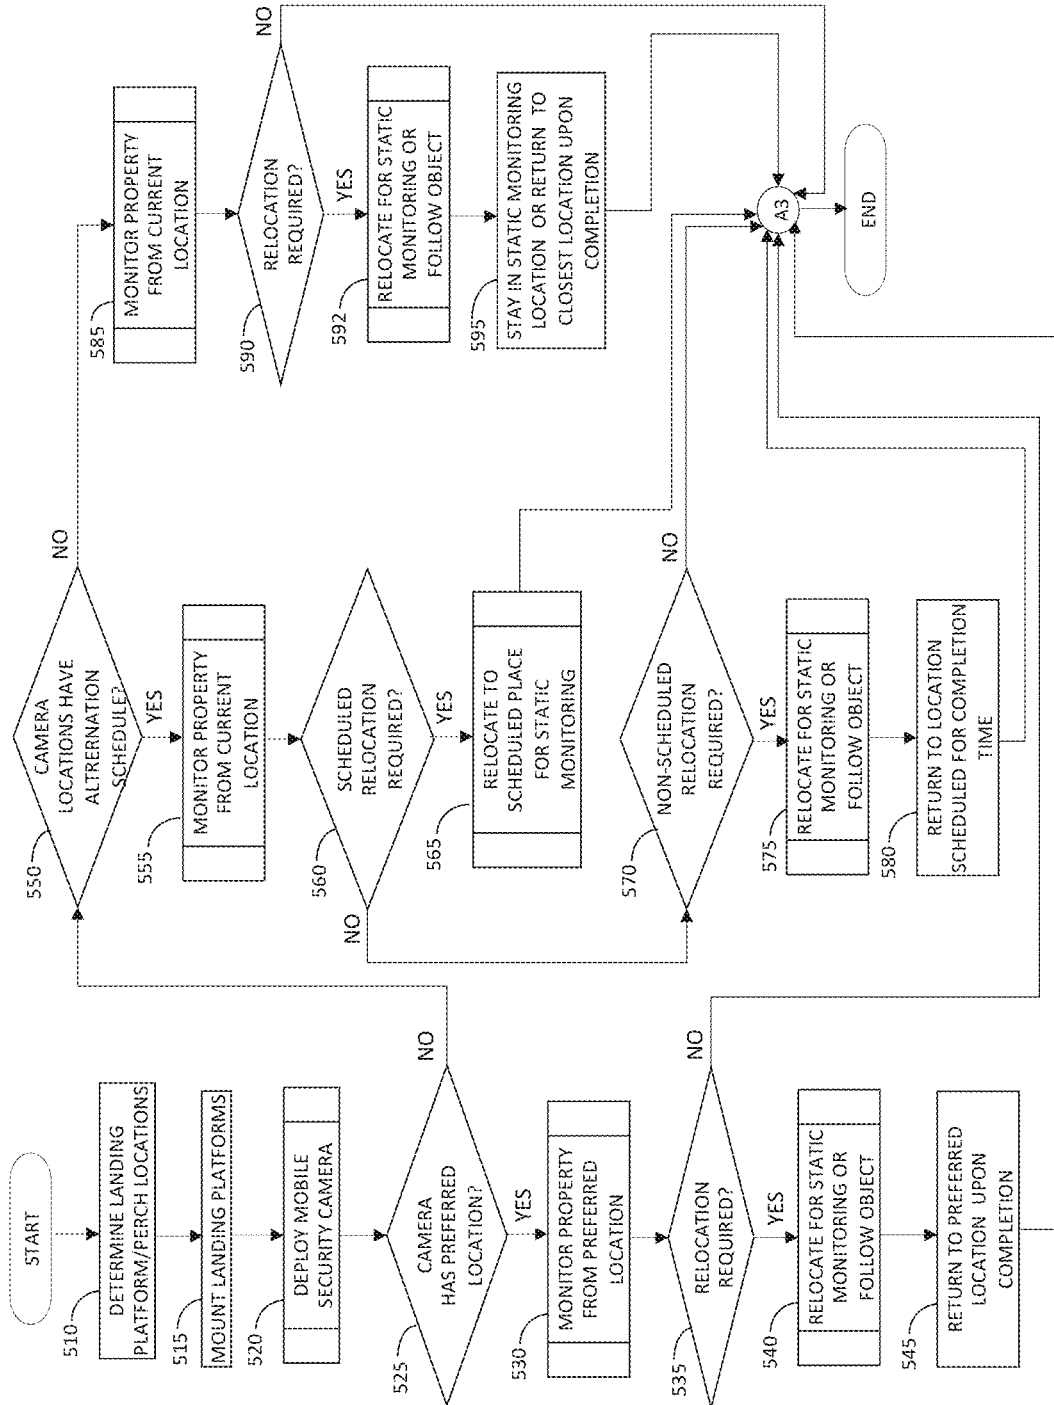 START
510
DETERMINE LANDING
PLATFORM/PERCH LOCATIONS
515
MOUNT LANDING PLATFORMS
520
DEPLOY MOBILE
SECURITY CAMERA
525
CAMERA
HAS PREFERRED
LOCATION?
NO
YES
530
MONITOR PROPERTY
FROM PREFERRED
LOCATION
535
RELOCATION
REQUIRED?
NO
YES
540
RELOCATE FOR STATIC
MONITORING OR
FOLLOW OBJECT
545
RETURN TO PREFERRED
LOCATION UPON
COMPLETION
550
CAMERA
LOCATIONS HAVE
ALTRERNATION
SCHEDULE?
NO
YES
555
MONITOR PROPERTY
FROM CURRENT
LOCATION
560
SCHEDULED
RELOCATION
REQUIRED?
NO
YES
565
RELOCATE TO
SCHEDULED PLACE
FOR STATIC
MONITORING
570
NON-SCHEDULED
RELOCATION
REQUIRED?
NO
YES
575
RELOCATE FOR STATIC
MONITORING OR
FOLLOW OBJECT
580
RETURN TO LOCATION
SCHEDULED FOR COMPLETION
TIME
585
MONITOR PROPERTY
FROM CURRENT
LOCATION
590
RELOCATION
REQUIRED?
NO
YES
592
RELOCATE FOR STATIC
MONITORING OR
FOLLOW OBJECT
595
STAY IN STATIC MONITORING
LOCATION OR RETURN TO
CLOSEST LOCATION UPON
COMPLETION
A3
END